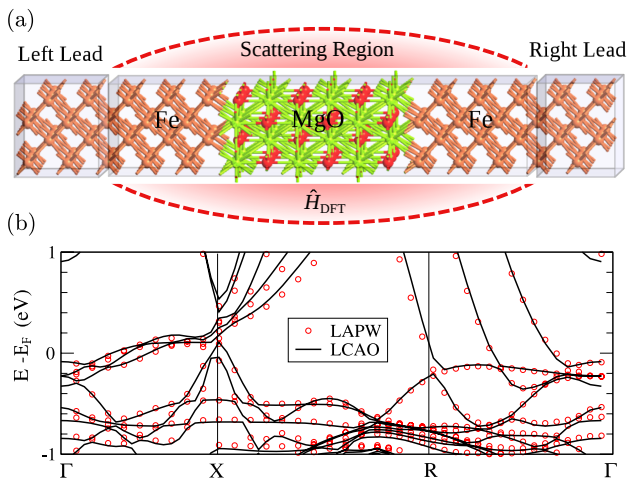 (a)
Left Lead Scattering Region Right Lead
Fe MgO Fe
Ĥ_DFT
(b)
E -E_F (eV)
1
0
-1
LAPW
LCAO
Γ X R Γ